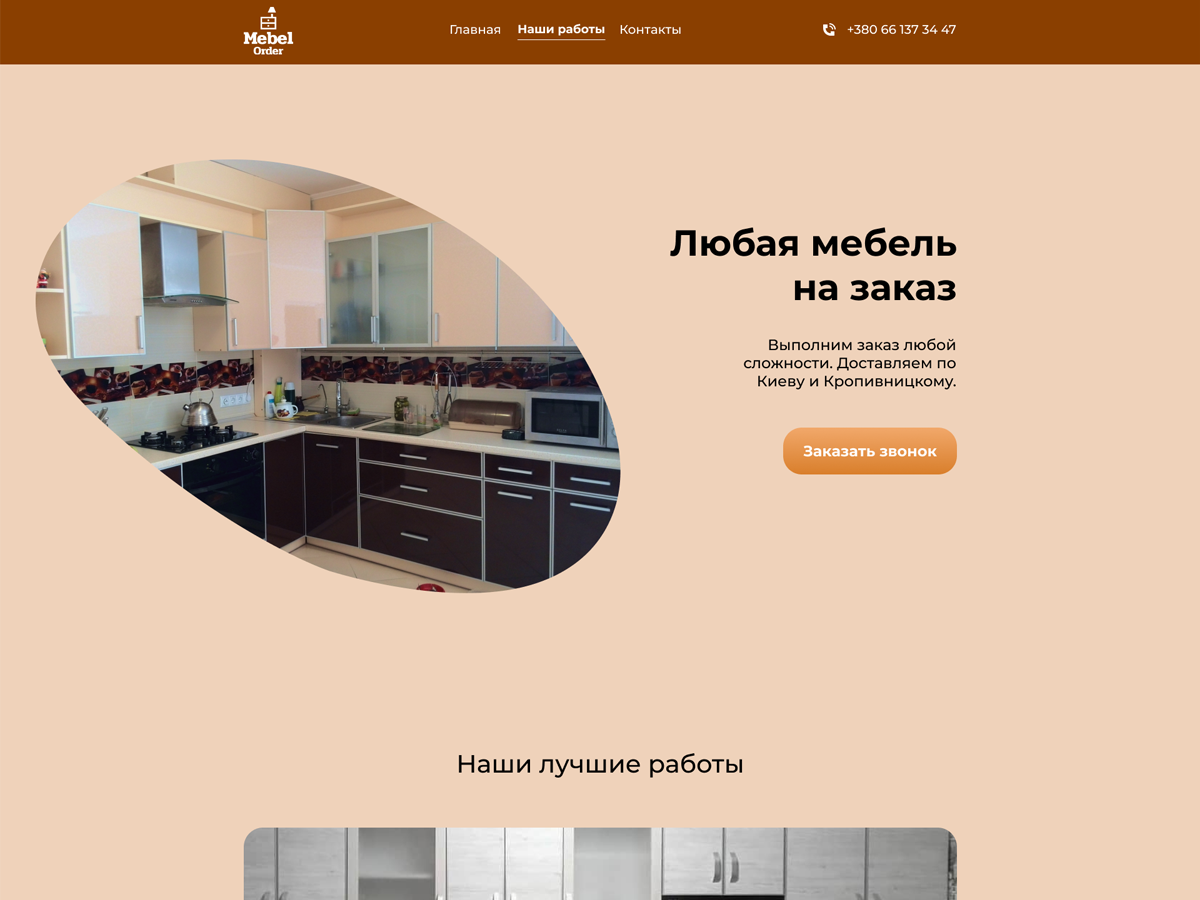 Mebel
Order
Главная
Наши работы
Контакты
+380 66 137 34 47
Любая мебель
на заказ
Выполним заказ любой
сложности. Доставляем по
Киеву и Кропивницкому.
Заказать звонок
Наши лучшие работы